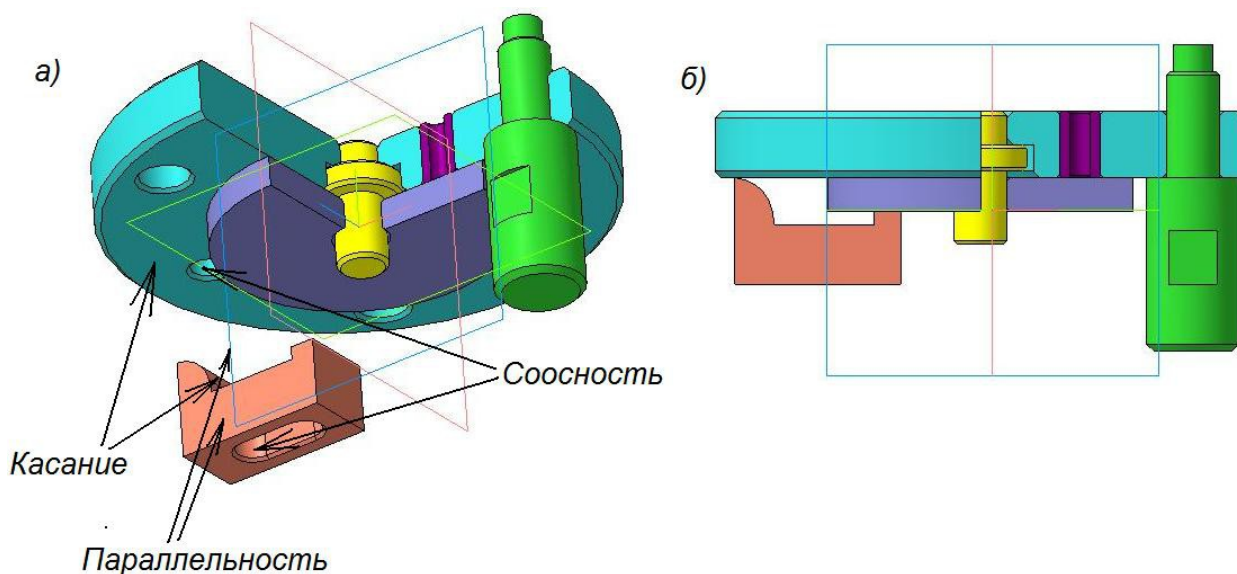 а)
б)
Соосность
Касание
Параллельность